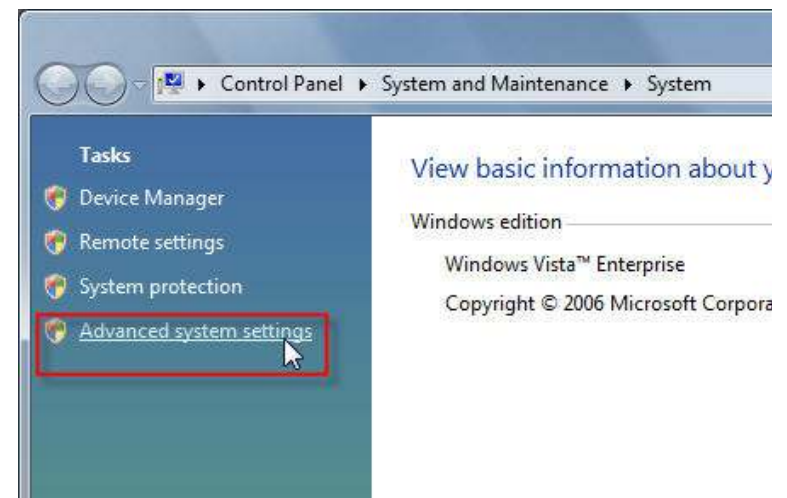 Control Panel ▸ System and Maintenance ▸ System
Tasks
Device Manager
Remote settings
System protection
Advanced system settings
View basic information about
Windows edition
Windows Vista™ Enterprise
Copyright © 2006 Microsoft